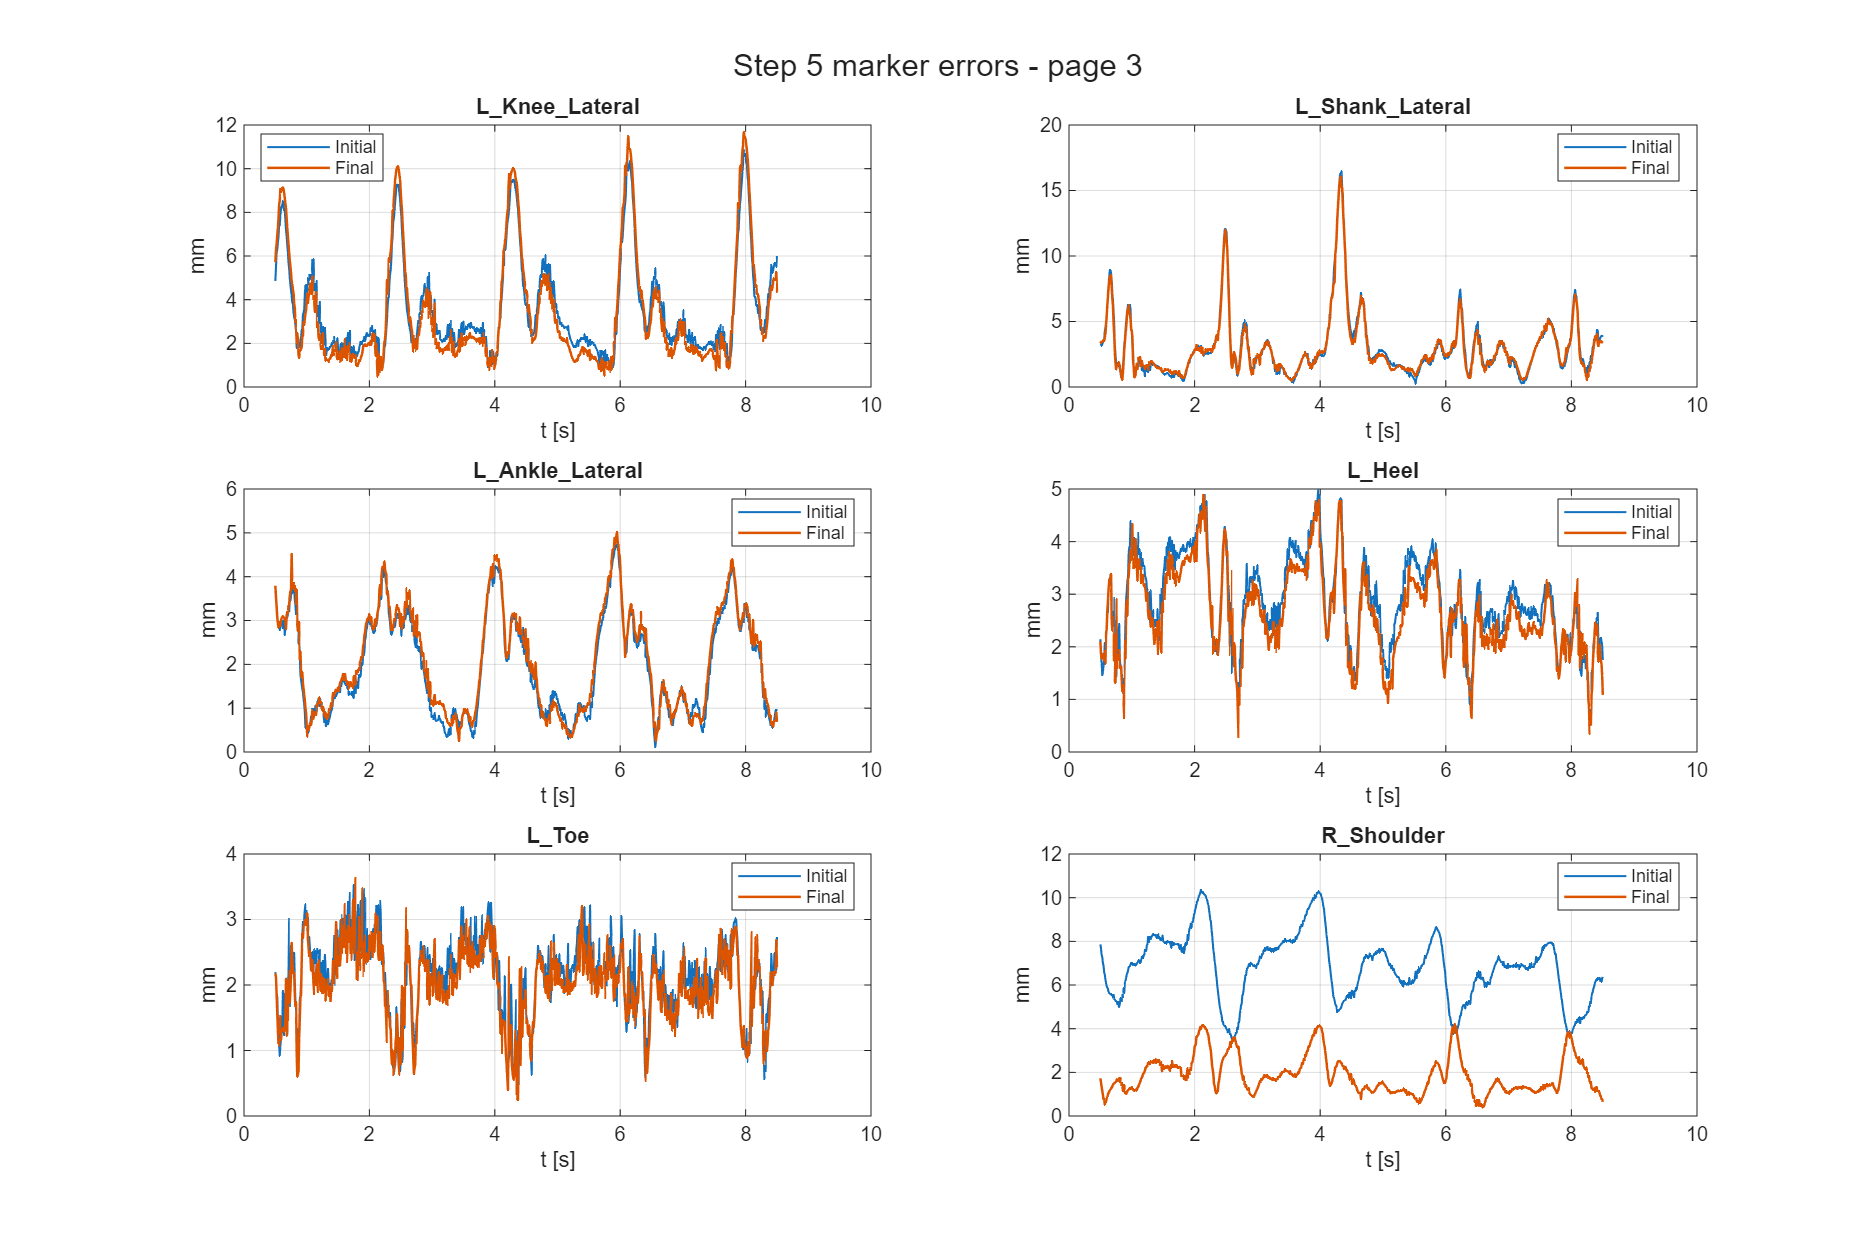 Step 5 marker errors - page 3
L_Knee_Lateral
12
10
8
6
4
2
0
mm
Initial
Final
0 2 4 6 8 10
t [s]
L_Shank_Lateral
20
15
10
5
0
mm
Initial
Final
0 2 4 6 8 10
t [s]
L_Ankle_Lateral
6
5
4
3
2
1
0
mm
Initial
Final
0 2 4 6 8 10
t [s]
L_Heel
5
4
3
2
1
0
mm
Initial
Final
0 2 4 6 8 10
t [s]
L_Toe
4
3
2
1
0
mm
Initial
Final
0 2 4 6 8 10
t [s]
R_Shoulder
12
10
8
6
4
2
0
mm
Initial
Final
0 2 4 6 8 10
t [s]